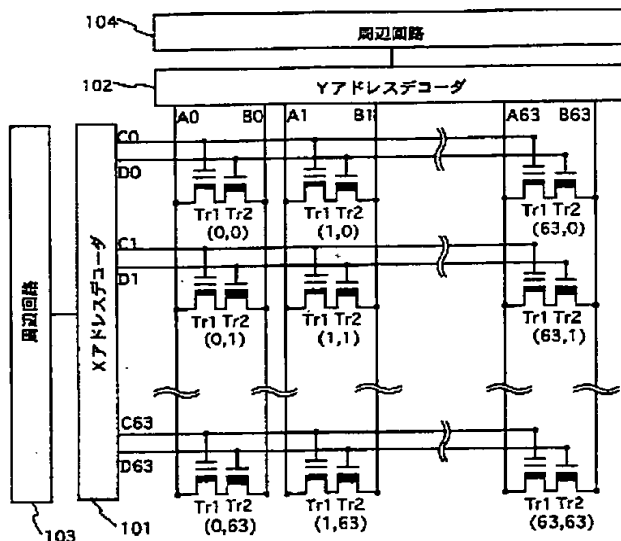 104
周辺回路
102
Yアドレスデコーダ
A0 B0 A1 B1 A63 B63
C0
D0
Tr1 Tr2 Tr1 Tr2 Tr1 Tr2
(0,0) (1,0) (63,0)
C1
D1
Tr1 Tr2 Tr1 Tr2 Tr1 Tr2
(0,1) (1,1) (63,1)
周辺回路
Xアドレスデコーダ
C63
D63
Tr1 Tr2 Tr1 Tr2 Tr1 Tr2
(0,63) (1,63) (63,63)
103
101